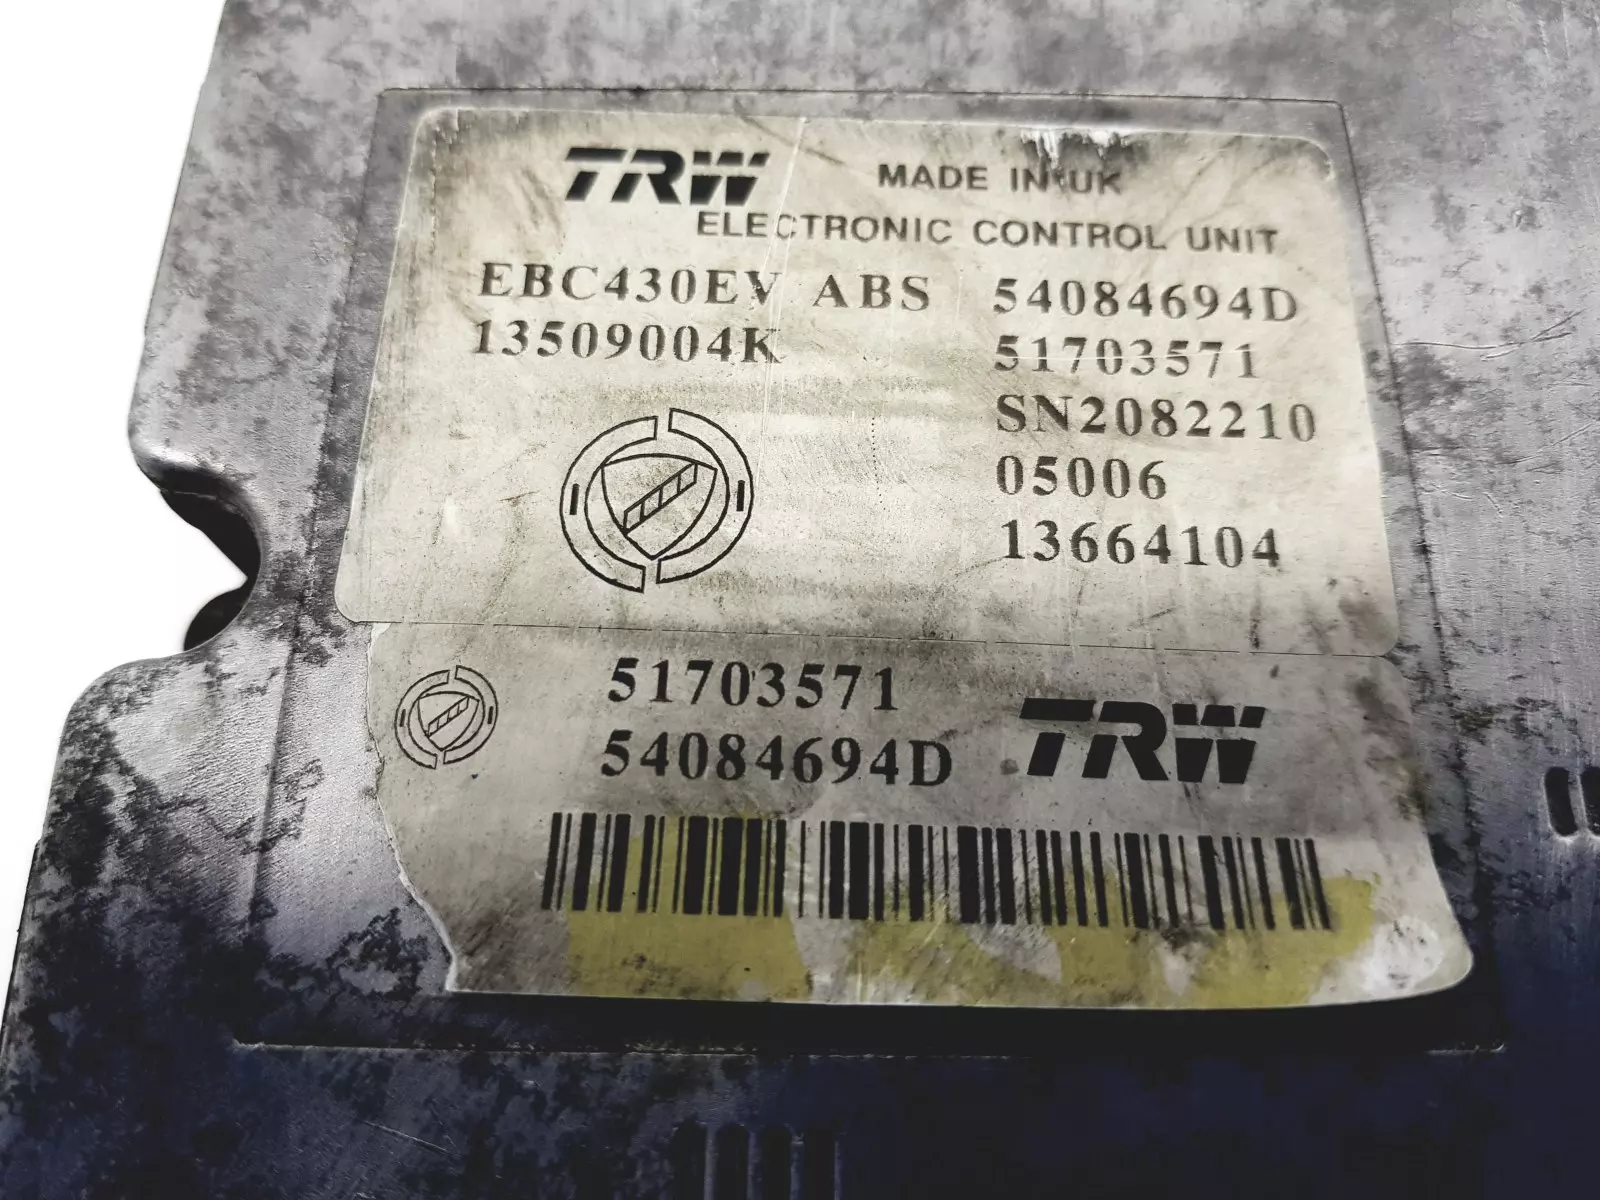 TRW MADE IN UK
ELECTRONIC CONTROL UNIT
EBC430EV ABS 54084694D
13509004K 51703571
SN2082210
05006
13664104
51703571
54084694D TRW